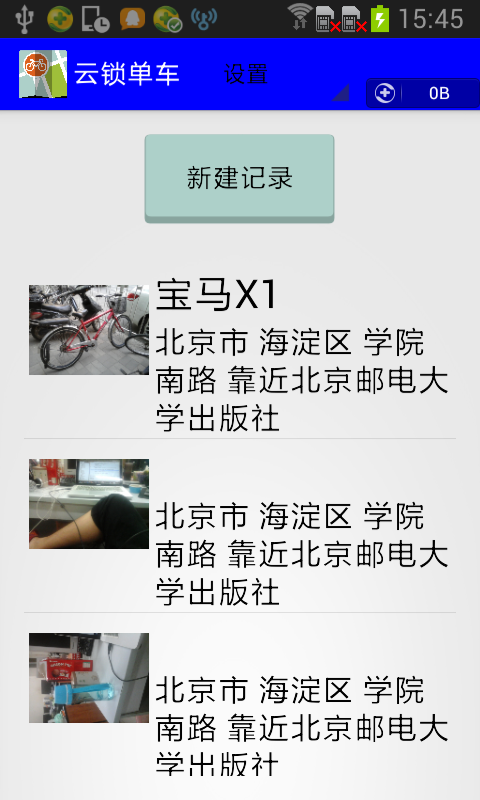 15:45
云锁单车
设置
0B
新建记录
宝马X1
北京市 海淀区 学院
南路 靠近北京邮电大
学出版社
北京市 海淀区 学院
南路 靠近北京邮电大
学出版社
北京市 海淀区 学院
南路 靠近北京邮电大
学出版社